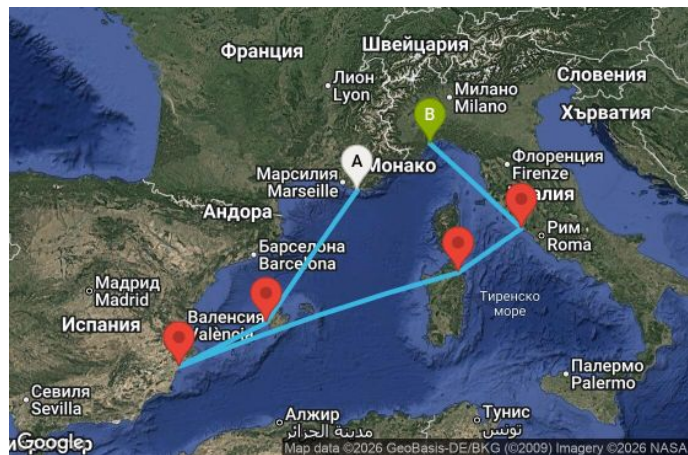 Франция
Швейцария
Лион
Lyon
Милано
Milano
Словения
Хърватия
B
A
Марсилия
Marseille
Монако
Флоренция
Firenze
Италия
Андора
Рим
Roma
Барселона
Barcelona
Мадрид
Madrid
Испания
Валенсия
València
Тиренско
море
Палермо
Palermo
Севиля
Sevilla
Алжир
مدينة الجزائر
Тунис
تونس
Google
Map data ©2026 GeoBasis-DE/BKG (©2009) Imagery ©2026 NASA